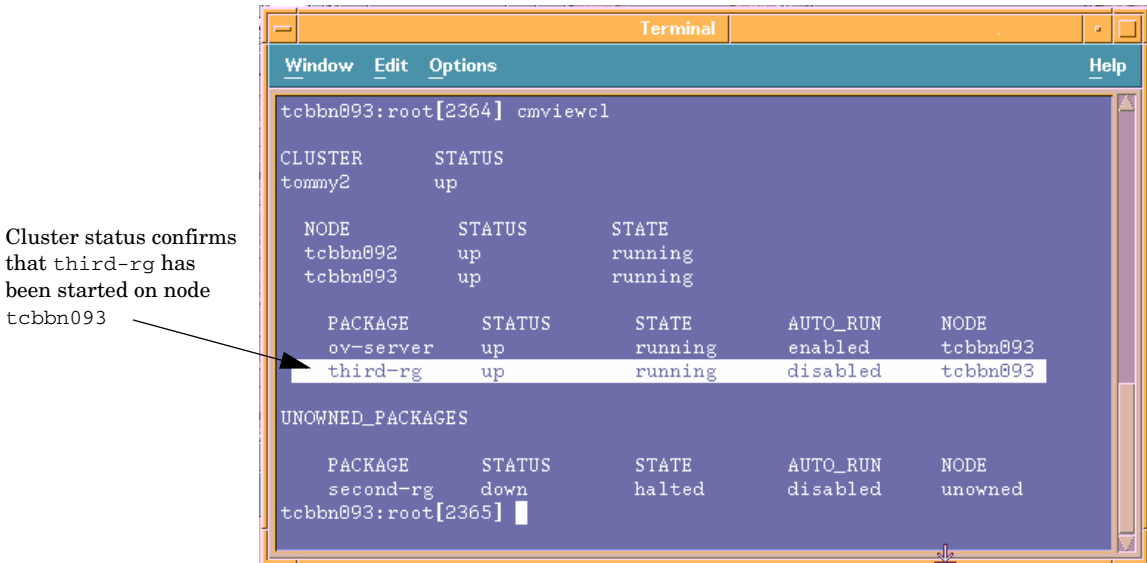 Terminal
Window Edit Options Help
tcbbn093:root[2364] cmviewcl
CLUSTER STATUS
tommy2 up
NODE STATUS STATE
tcbbn092 up running
tcbbn093 up running
PACKAGE STATUS STATE AUTO_RUN NODE
ov-server up running enabled tcbbn093
third-rg up running disabled tcbbn093
UNOWNED_PACKAGES
PACKAGE STATUS STATE AUTO_RUN NODE
second-rg down halted disabled unowned
tcbbn093:root[2365]
Cluster status confirms
that third-rg has
been started on node
tcbbn093